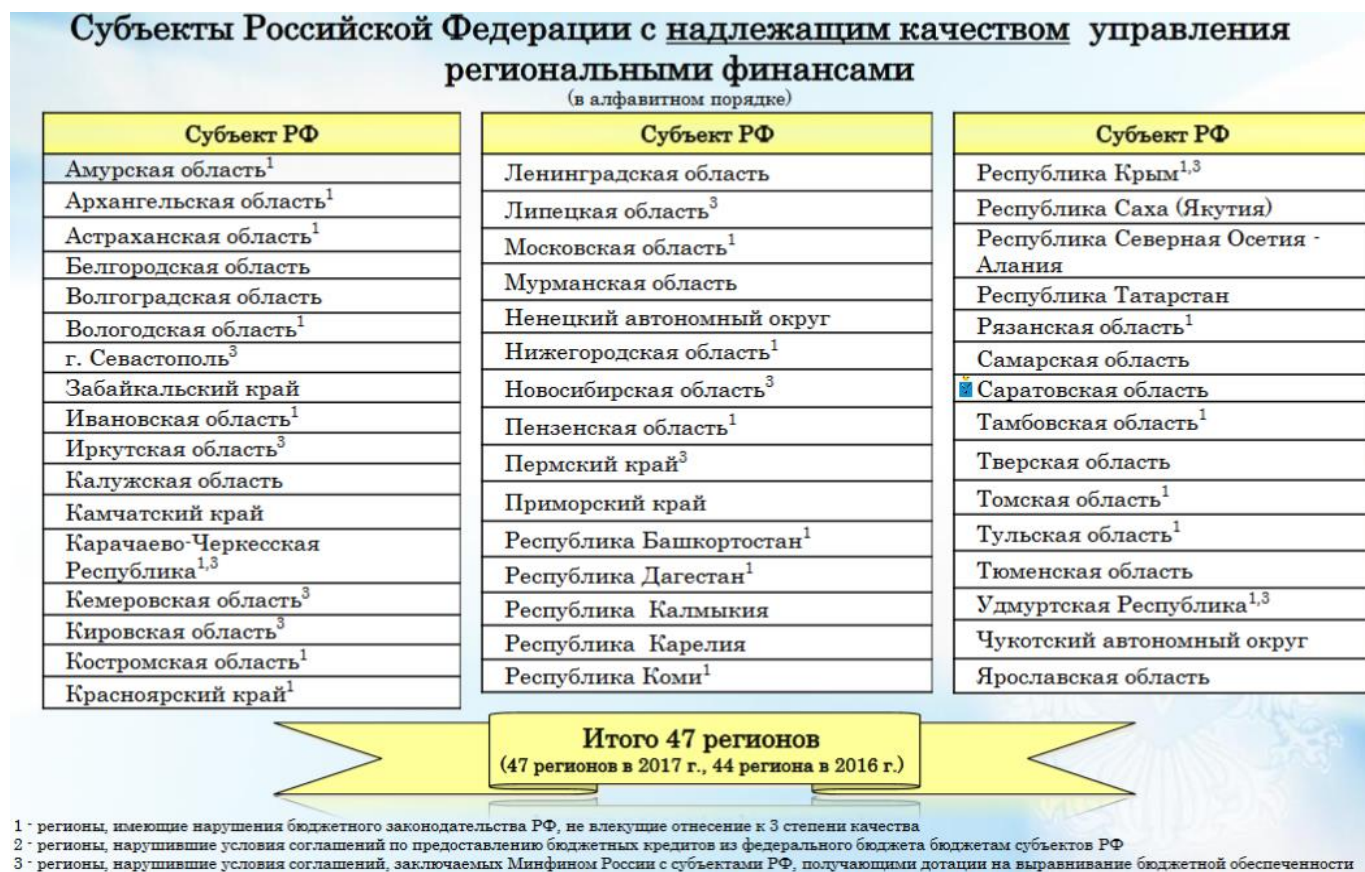 Субъекты Российской Федерации с надлежащим качеством управления
региональными финансами
(в алфавитном порядке)
Субъект РФ
Амурская область¹
Архангельская область¹
Астраханская область¹
Белгородская область
Волгоградская область
Вологодская область¹
г. Севастополь³
Забайкальский край
Ивановская область¹
Иркутская область³
Калужская область
Камчатский край
Карачаево-Черкесская
Республика¹,³
Кемеровская область³
Кировская область³
Костромская область¹
Красноярский край¹
Субъект РФ
Ленинградская область
Липецкая область³
Московская область¹
Мурманская область
Ненецкий автономный округ
Нижегородская область¹
Новосибирская область³
Пензенская область¹
Пермский край³
Приморский край
Республика Башкортостан¹
Республика Дагестан¹
Республика Калмыкия
Республика Карелия
Республика Коми¹
Субъект РФ
Республика Крым¹,³
Республика Саха (Якутия)
Республика Северная Осетия -
Алания
Республика Татарстан
Рязанская область¹
Самарская область
Саратовская область
Тамбовская область¹
Тверская область
Томская область¹
Тульская область¹
Тюменская область
Удмуртская Республика¹,³
Чукотский автономный округ
Ярославская область
Итого 47 регионов
(47 регионов в 2017 г., 44 региона в 2016 г.)
1 - регионы, имеющие нарушения бюджетного законодательства РФ, не влекущие отнесение к 3 степени качества
2 - регионы, нарушившие условия соглашений по предоставлению бюджетных кредитов из федерального бюджета бюджетам субъектов РФ
3 - регионы, нарушившие условия соглашений, заключаемых Минфином России с субъектами РФ, получающими дотации на выравнивание бюджетной обеспеченности